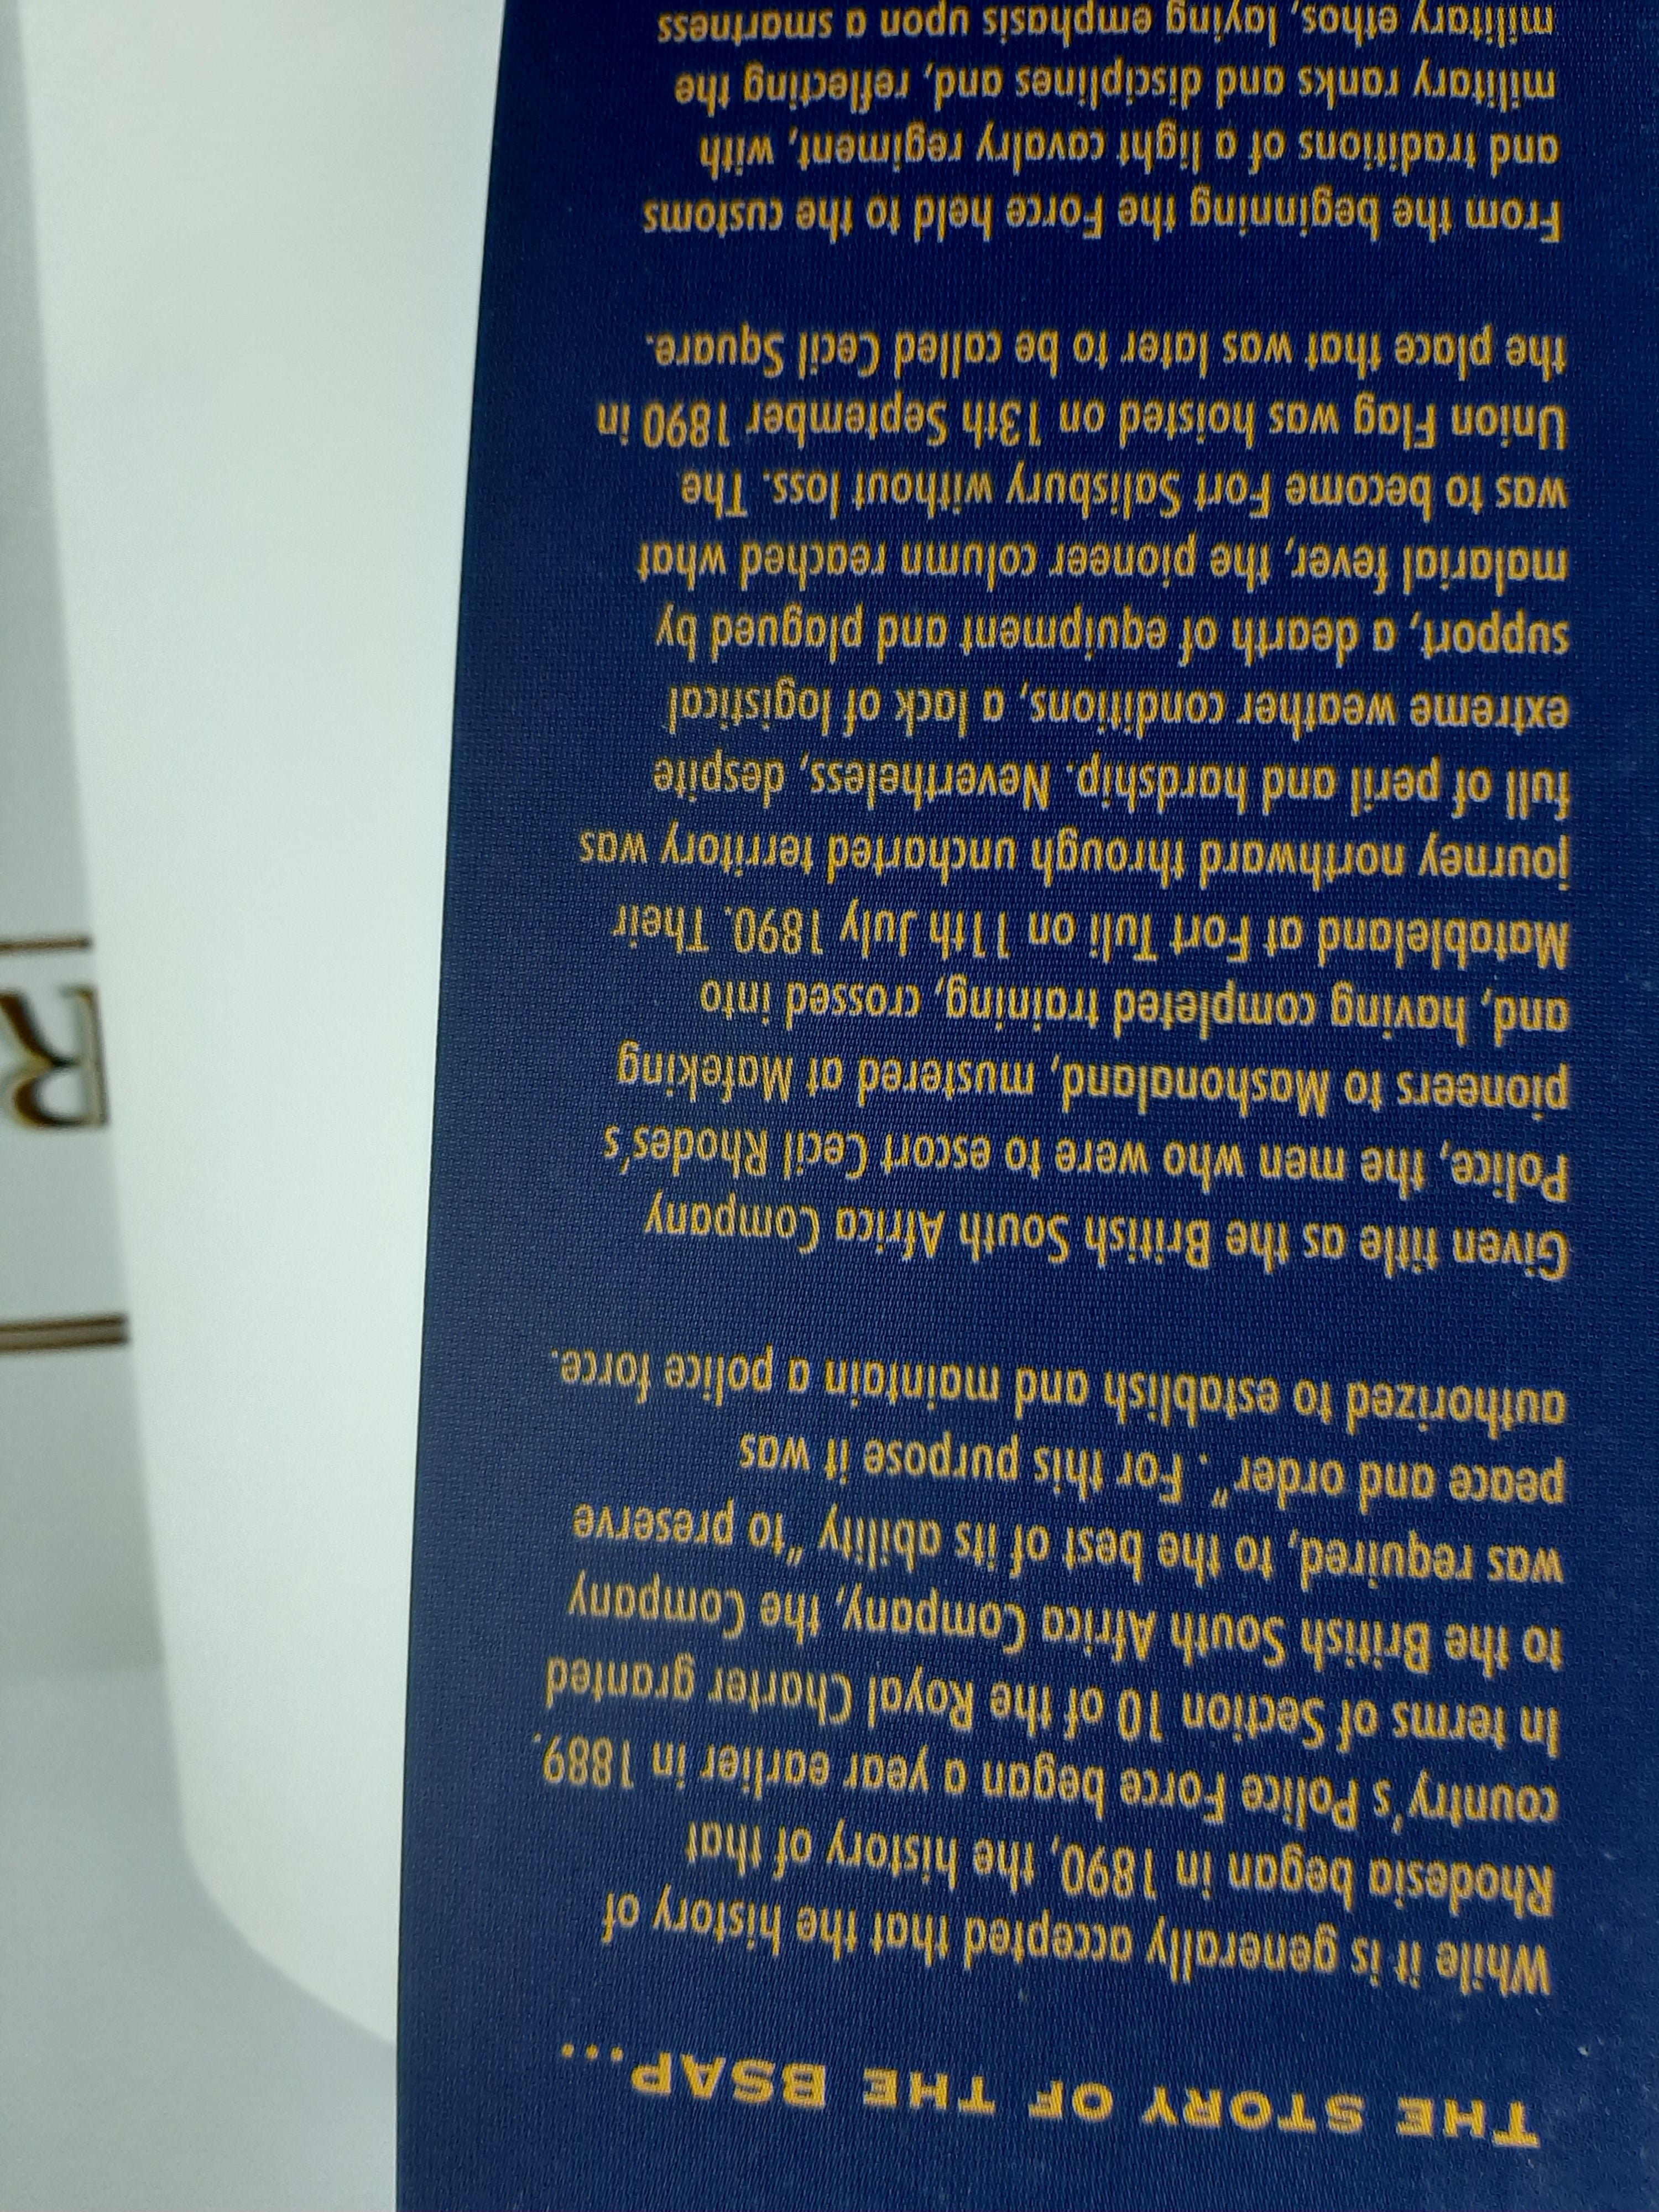 THE STORY OF THE BSAP...
While it is generally accepted that the history of
Rhodesia began in 1890, the history of that
country's Police Force began a year earlier in 1889.
In terms of Section 10 of the Royal Charter granted
to the British South Africa Company, the Company
was required, to the best of its ability "to preserve
peace and order". For this purpose it was
authorized to establish and maintain a police force.
Given title as the British South Africa Company
Police, the men who were to escort Cecil Rhodes's
pioneers to Mashonaland, mustered at Mafeking
and, having completed training, crossed into
Matableland at Fort Tuli on 11th July 1890. Their
journey northward through uncharted territory was
full of peril and hardship. Nevertheless, despite
extreme weather conditions, a lack of logistical
support, a dearth of equipment and plagued by
malarial fever, the pioneer column reached what
was to become Fort Salisbury without loss. The
Union Flag was hoisted on 13th September 1890 in
the place that was later to be called Cecil Square.
From the beginning the Force held to the customs
and traditions of a light cavalry regiment, with
military ranks and disciplines and, reflecting the
military ethos, laying emphasis upon a smartness
R